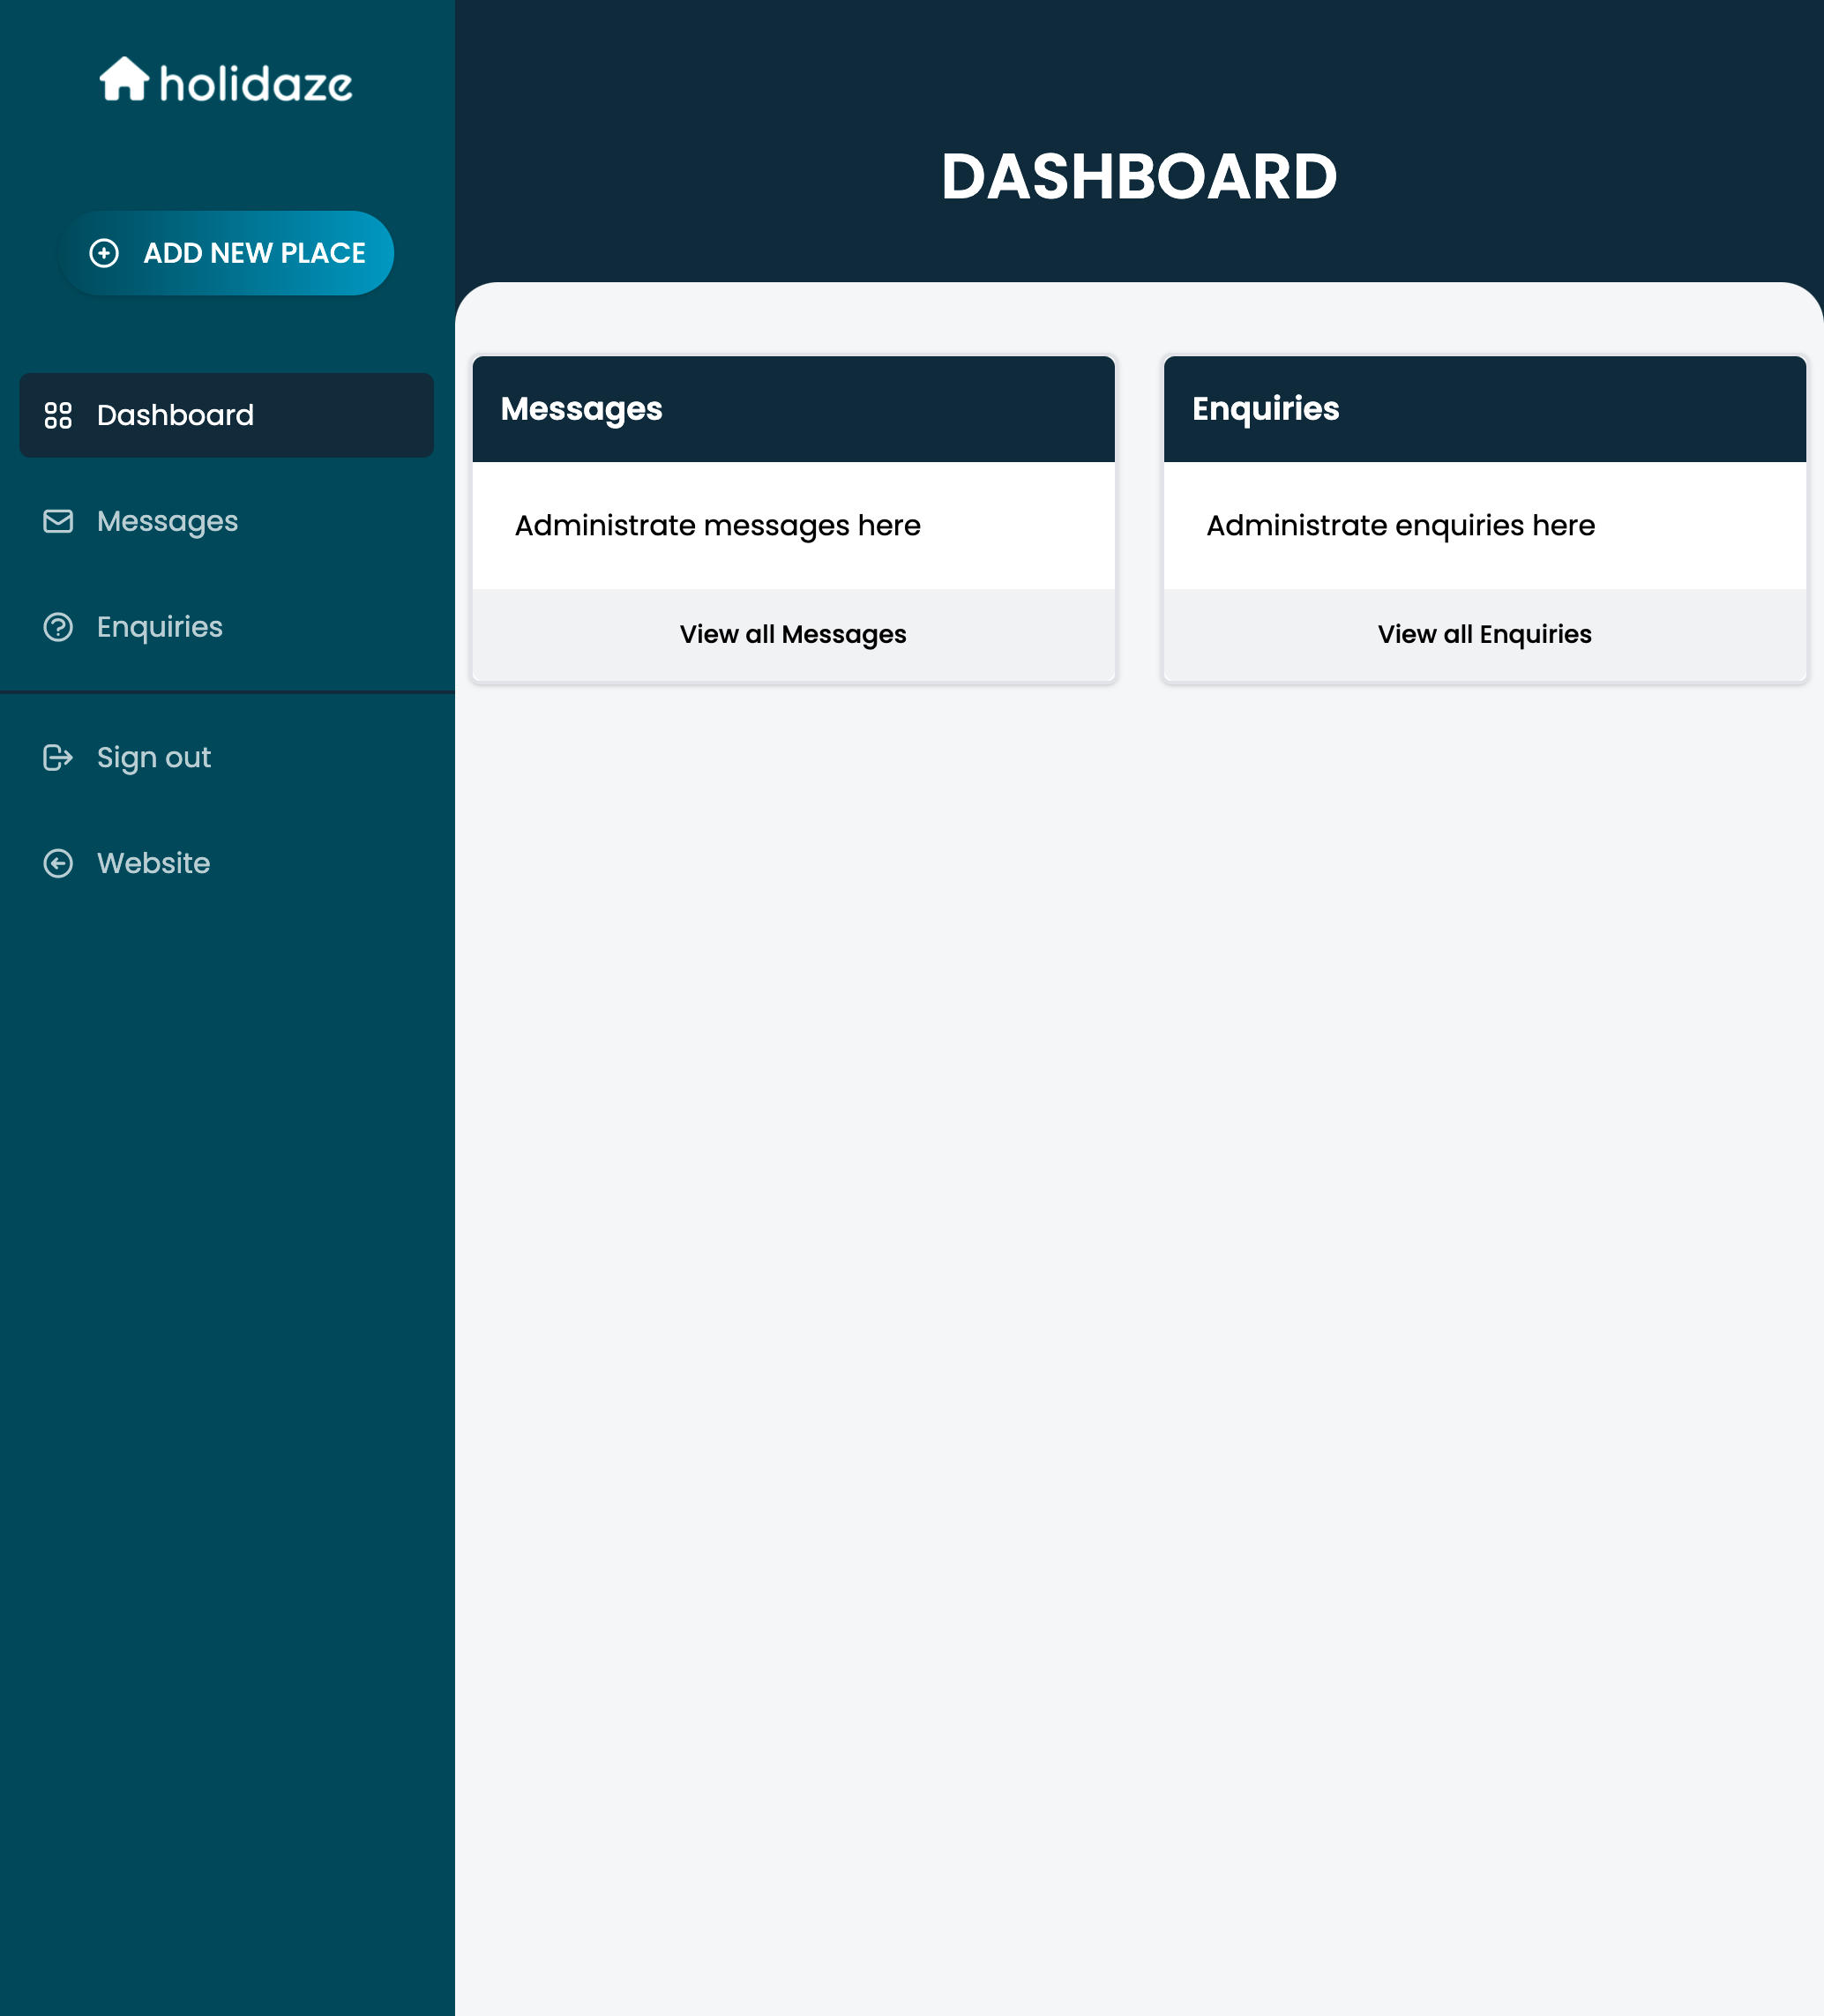 holidaze
ADD NEW PLACE
Dashboard
Messages
Enquiries
Sign out
Website
DASHBOARD
Messages
Administrate messages here
View all Messages
Enquiries
Administrate enquiries here
View all Enquiries